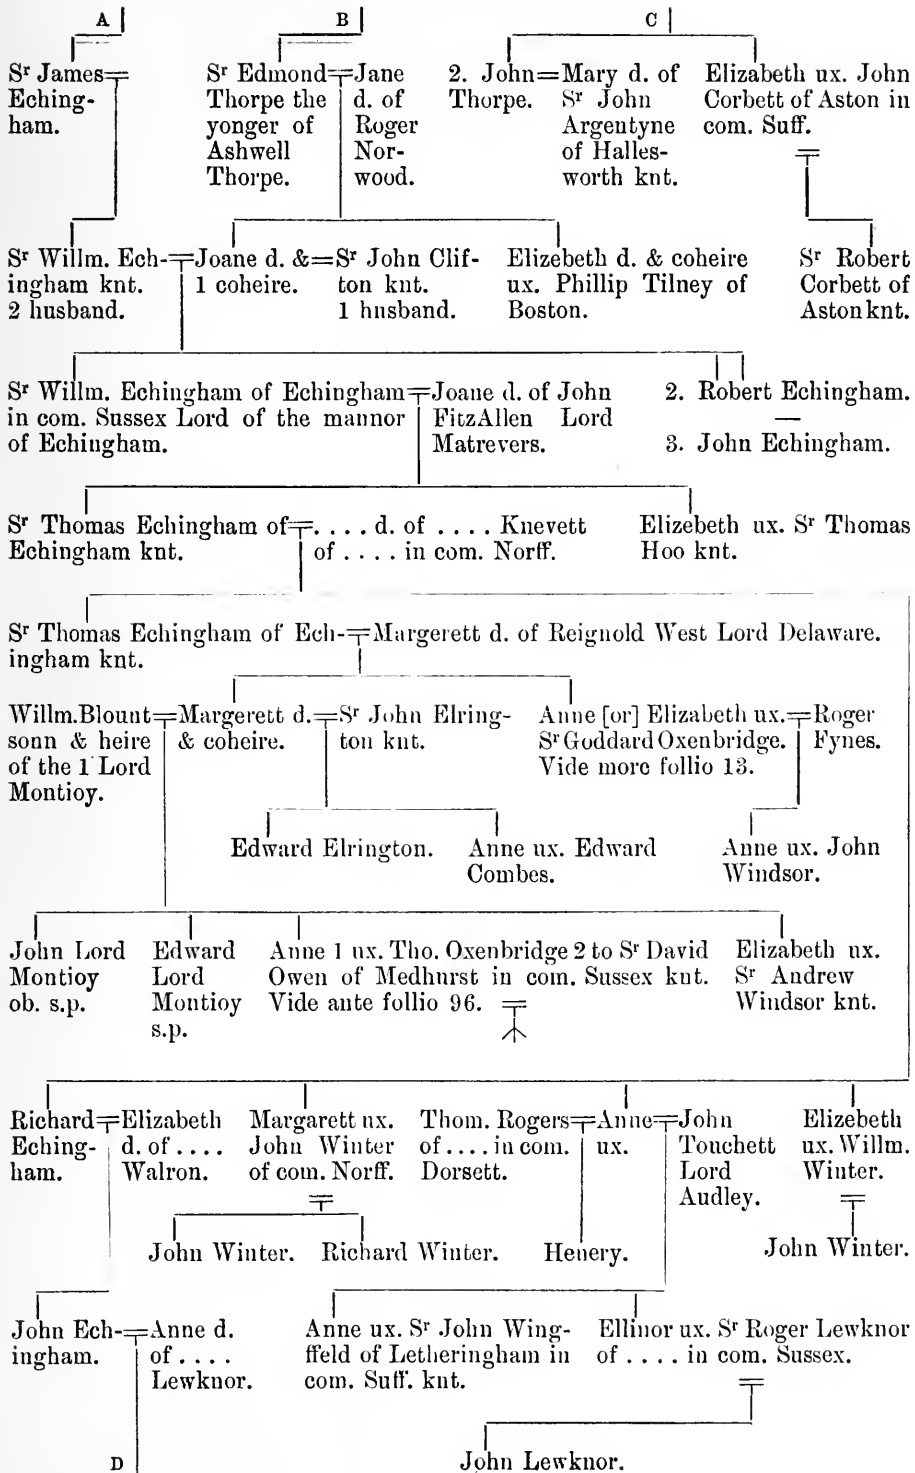 A
B
C
Sʳ James
Eching-
ham.
Sʳ Edmond
Thorpe the
yonger of
Ashwell
Thorpe.
Jane
d. of
Roger
Nor-
wood.
2. John
Thorpe.
Mary d. of
Sʳ John
Argentyne
of Halles-
worth knt.
Elizabeth ux. John
Corbett of Aston in
com. Suff.
Sʳ Willm. Ech-
ingham knt.
2 husband.
Joane d. &
1 coheire.
Sʳ John Clif-
ton knt.
1 husband.
Elizebeth d. & coheire
ux. Phillip Tilney of
Boston.
Sʳ Robert
Corbett of
Aston knt.
Sʳ Willm. Echingham of Echingham
in com. Sussex Lord of the mannor
of Echingham.
Joane d. of John
FitzAllen Lord
Matrevers.
2. Robert Echingham.
—
3. John Echingham.
Sʳ Thomas Echingham of
Echingham knt.
. . . . d. of . . . . Knevett
of . . . . in com. Norff.
Elizebeth ux. Sʳ Thomas
Hoo knt.
Sʳ Thomas Echingham of Ech-
ingham knt.
Margerett d. of Reignold West Lord Delaware.
Willm. Blount
sonn & heire
of the 1 Lord
Montioy.
Margerett d.
& coheire.
Sʳ John Elring-
ton knt.
Anne [or] Elizabeth ux.
Sʳ Goddard Oxenbridge.
Vide more follio 13.
Roger
Fynes.
Edward Elrington.
Anne ux. Edward
Combes.
Anne ux. John
Windsor.
John Lord
Montioy
ob. s.p.
Edward
Lord
Montioy
s.p.
Anne 1 ux. Tho. Oxenbridge 2 to Sʳ David
Owen of Medhurst in com. Sussex knt.
Vide ante follio 96.
Elizabeth ux.
Sʳ Andrew
Windsor knt.
Richard
Eching-
ham.
Elizabeth
d. of . . . .
Walron.
Margarett ux.
John Winter
of com. Norff.
Thom. Rogers
of . . . . in com.
Dorsett.
Anne
ux.
John
Touchett
Lord
Audley.
Elizebeth
ux. Willm.
Winter.
John Winter.
Richard Winter.
Henery.
John Winter.
John Ech-
ingham.
Anne d.
of . . . .
Lewknor.
Anne ux. Sʳ John Wing-
ffeld of Letheringham in
com. Suff. knt.
Ellinor ux. Sʳ Roger Lewknor
of . . . . in com. Sussex.
D
John Lewknor.